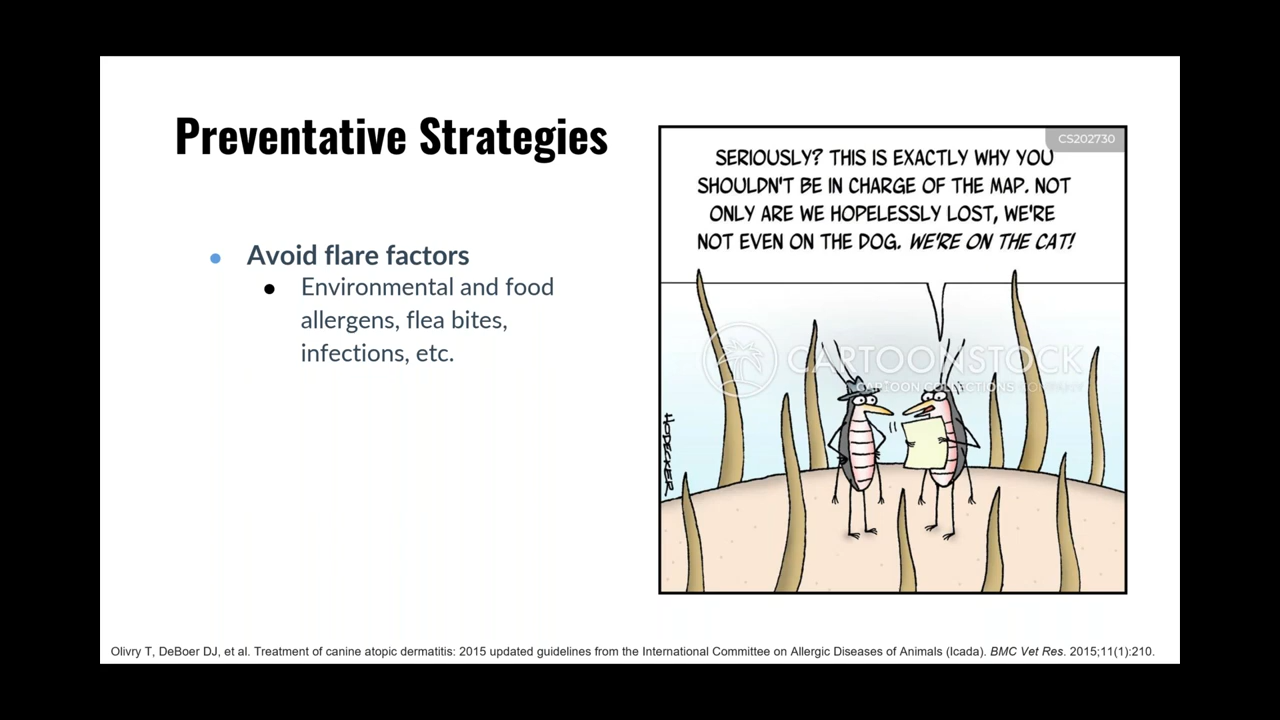 Preventative Strategies
● Avoid flare factors
● Environmental and food
allergens, flea bites,
infections, etc.
CS202730
SERIOUSLY? THIS IS EXACTLY WHY YOU
SHOULDN'T BE IN CHARGE OF THE MAP. NOT
ONLY ARE WE HOPELESSLY LOST, WE'RE
NOT EVEN ON THE DOG. WE'RE ON THE CAT!
CARTOONSTOCK
CARTOON COLLECTIONS COMPANY
HODECKER
Olivry T, DeBoer DJ, et al. Treatment of canine atopic dermatitis: 2015 updated guidelines from the International Committee on Allergic Diseases of Animals (Icada). BMC Vet Res. 2015;11(1):210.